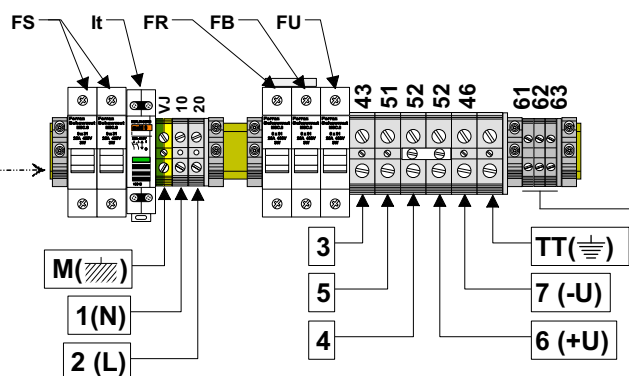 FS It FR FB FU
VJ 10 20 43 51 52 52 46 61 62 63
M( )
1(N)
2 (L)
3
5
4
TT( )
7 (-U)
6 (+U)